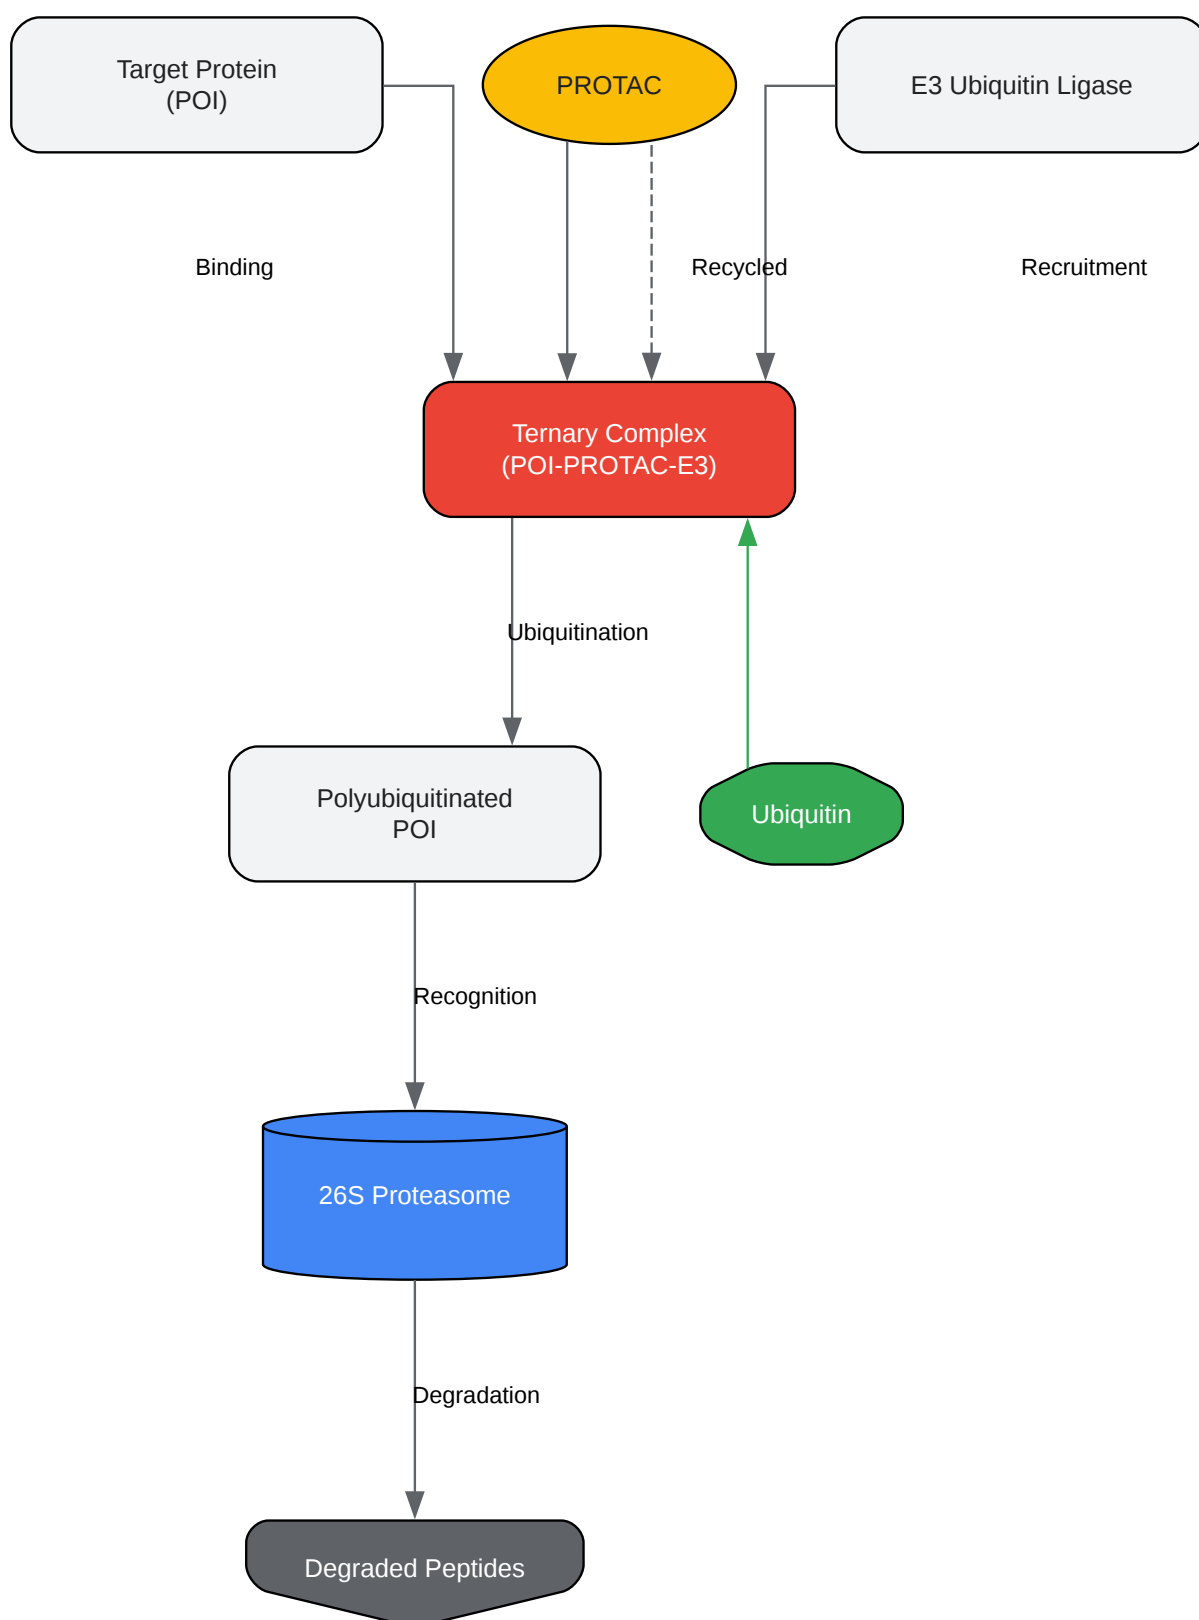 Target Protein
(POI)
PROTAC
E3 Ubiquitin Ligase
Binding
Recycled
Recruitment
Ternary Complex
(POI-PROTAC-E3)
Ubiquitination
Polyubiquitinated
POI
Ubiquitin
Recognition
26S Proteasome
Degradation
Degraded Peptides